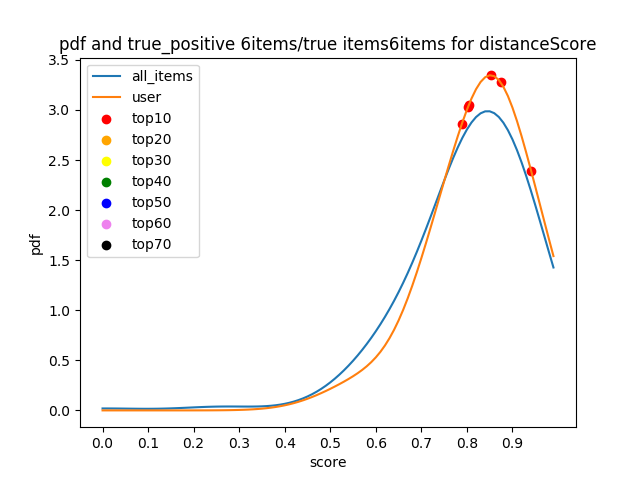 pdf and true_positive 6items/true items6items for distanceScore
3.5
3.0
2.5
2.0
1.5
1.0
0.5
0.0
pdf
all_items
user
top10
top20
top30
top40
top50
top60
top70
0.0 0.1 0.2 0.3 0.4 0.5 0.6 0.7 0.8 0.9
score